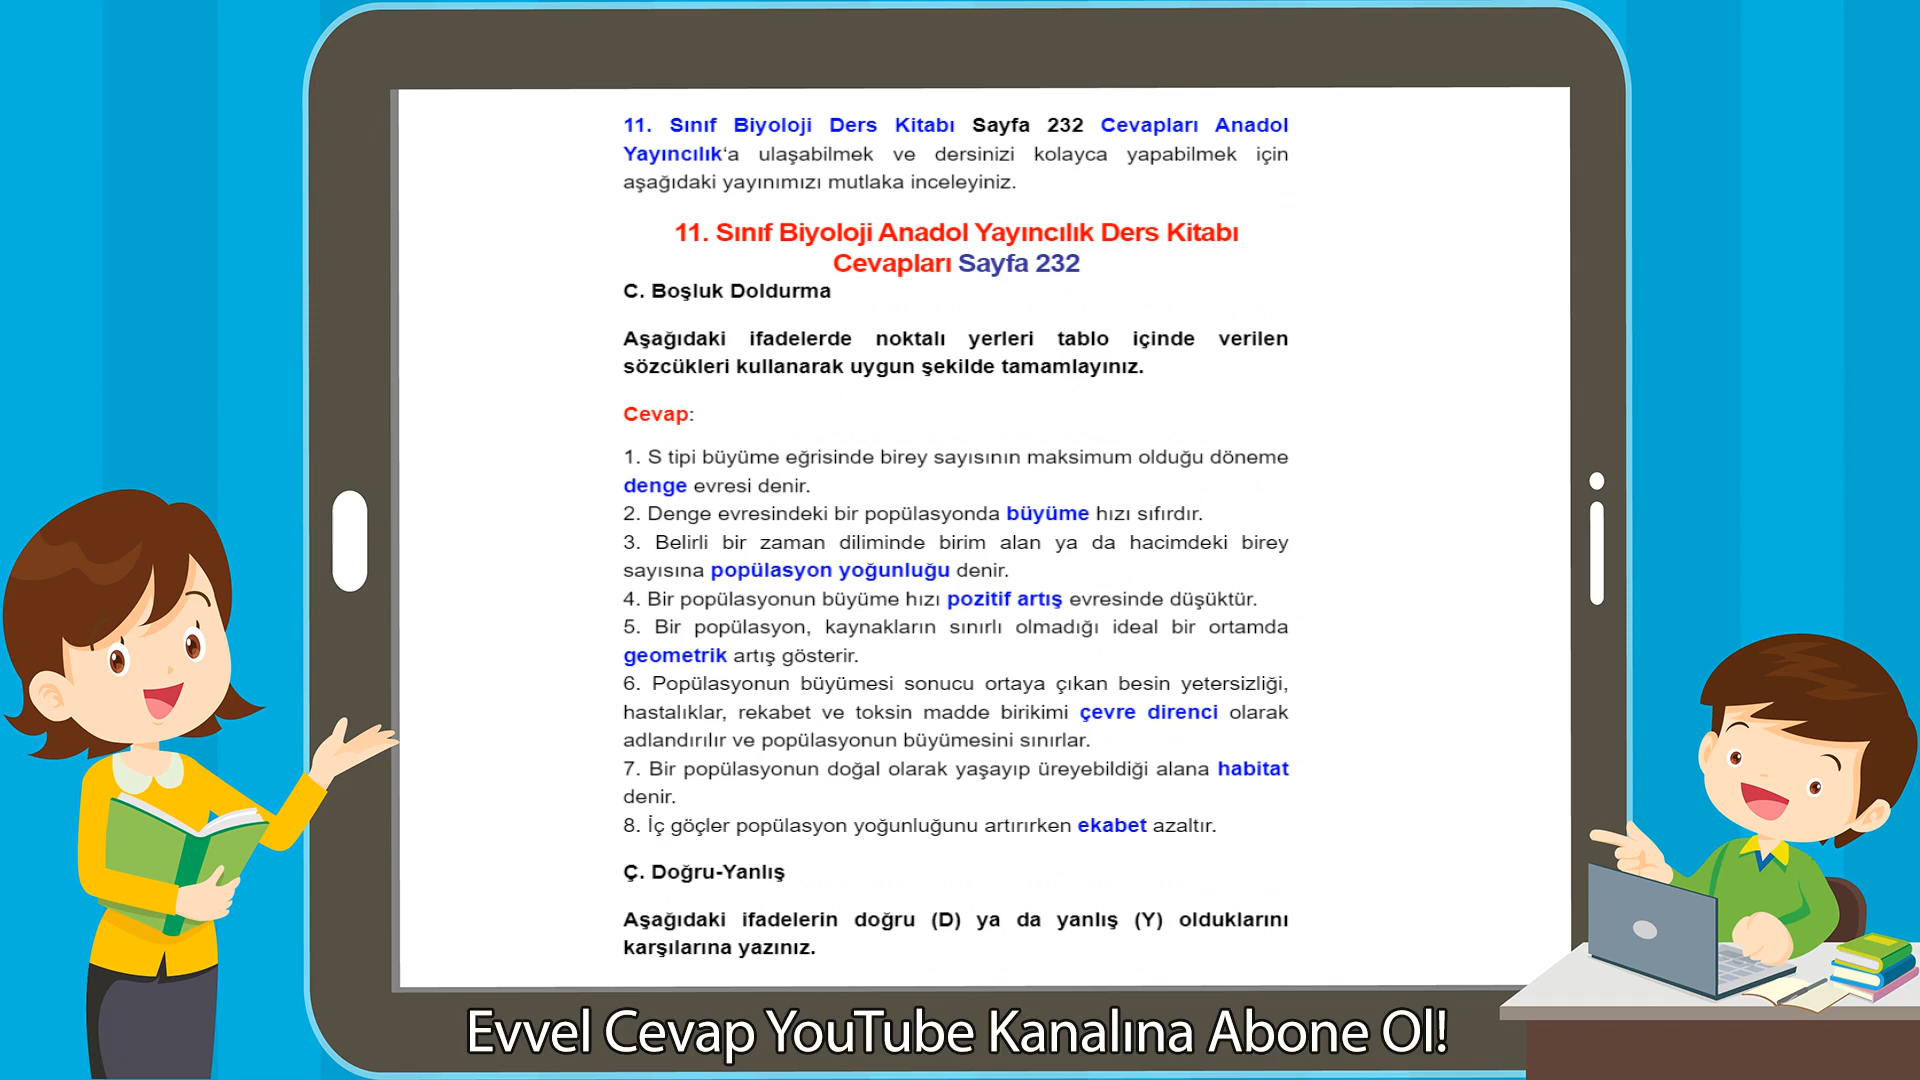 11. Sınıf Biyoloji Ders Kitabı Sayfa 232 Cevapları Anadol
Yayıncılık‘a ulaşabilmek ve dersinizi kolayca yapabilmek için
aşağıdaki yayınımızı mutlaka inceleyiniz.
11. Sınıf Biyoloji Anadol Yayıncılık Ders Kitabı
Cevapları Sayfa 232
C. Boşluk Doldurma
Aşağıdaki ifadelerde noktalı yerleri tablo içinde verilen
sözcükleri kullanarak uygun şekilde tamamlayınız.
Cevap:
1. S tipi büyüme eğrisinde birey sayısının maksimum olduğu döneme
denge evresi denir.
2. Denge evresindeki bir popülasyonda büyüme hızı sıfırdır.
3. Belirli bir zaman diliminde birim alan ya da hacimdeki birey
sayısına popülasyon yoğunluğu denir.
4. Bir popülasyonun büyüme hızı pozitif artış evresinde düşüktür.
5. Bir popülasyon, kaynakların sınırlı olmadığı ideal bir ortamda
geometrik artış gösterir.
6. Popülasyonun büyümesi sonucu ortaya çıkan besin yetersizliği,
hastalıklar, rekabet ve toksin madde birikimi çevre direnci olarak
adlandırılır ve popülasyonun büyümesini sınırlar.
7. Bir popülasyonun doğal olarak yaşayıp üreyebildiği alana habitat
denir.
8. İç göçler popülasyon yoğunluğunu artırırken ekabet azaltır.
Ç. Doğru-Yanlış
Aşağıdaki ifadelerin doğru (D) ya da yanlış (Y) olduklarını
karşılarına yazınız.
Evvel Cevap YouTube Kanalına Abone Ol!